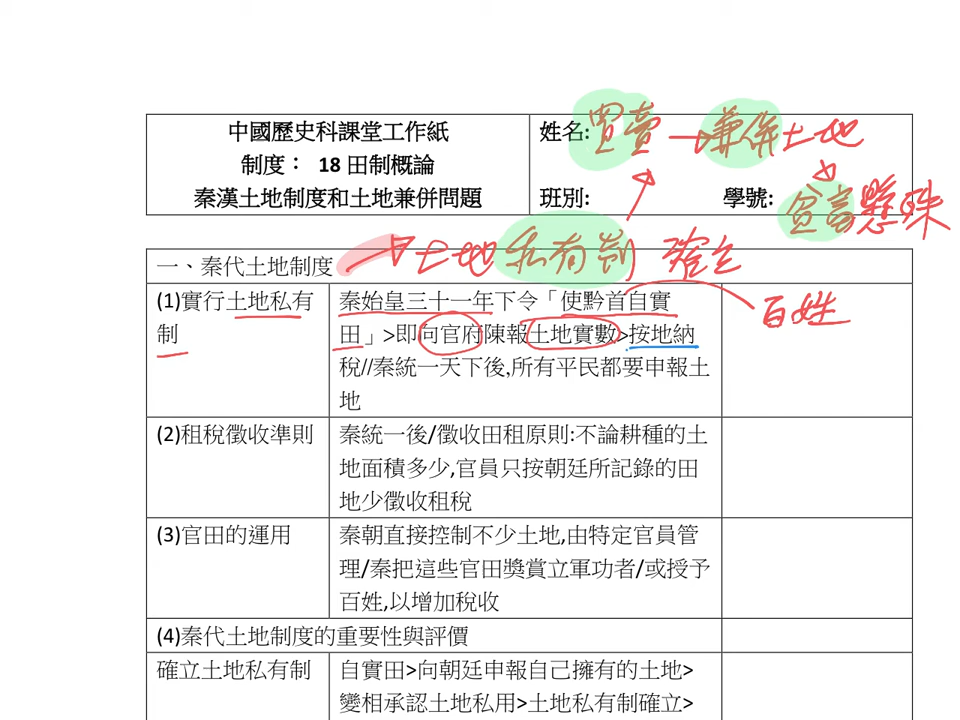 中國歷史科課堂工作紙
制度： 18 田制概論
秦漢土地制度和土地兼併問題
姓名:
班別:
學號:
買賣→兼併土地
貧富懸殊
一、秦代土地制度
→土地私有制 確立
百姓
(1)實行土地私有
制
秦始皇三十一年下令「使黔首自實
田」>即向官府陳報土地實數>按地納
稅//秦統一天下後,所有平民都要申報土
地
(2)租稅徵收準則
秦統一後/徵收田租原則:不論耕種的土
地面積多少,官員只按朝廷所記錄的田
地少徵收租稅
(3)官田的運用
秦朝直接控制不少土地,由特定官員管
理/秦把這些官田獎賞立軍功者/或授予
百姓,以增加稅收
(4)秦代土地制度的重要性與評價
確立土地私有制
自實田>向朝廷申報自己擁有的土地>
變相承認土地私用>土地私有制確立>